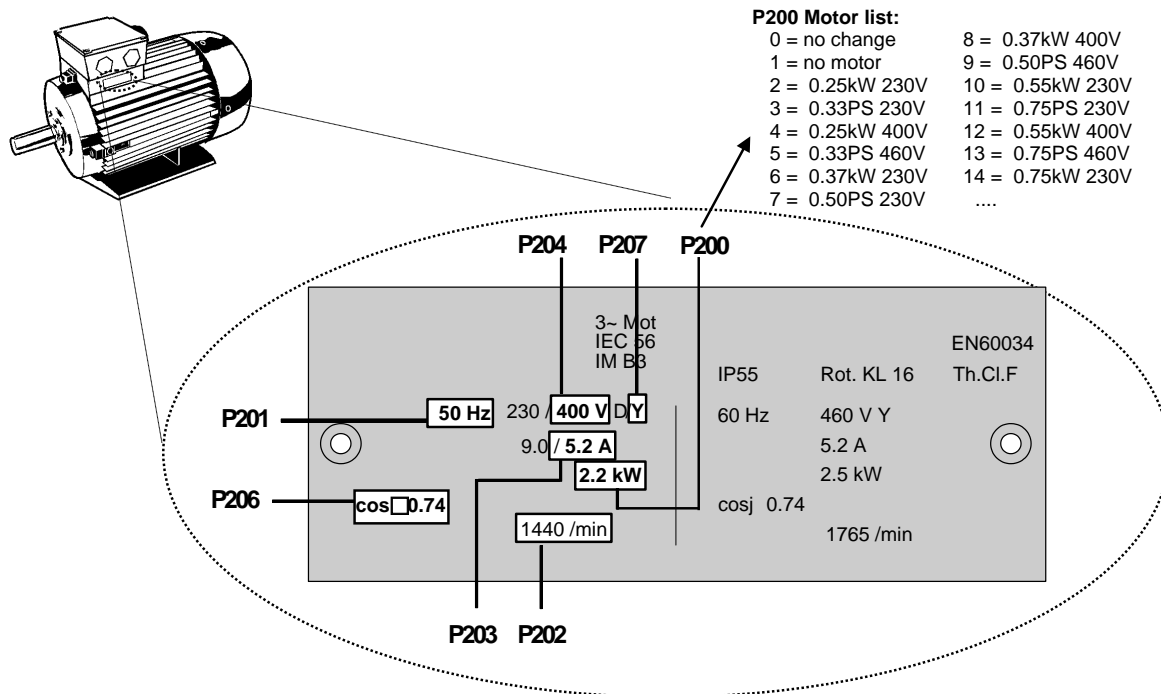 P200 Motor list:
0 = no change
1 = no motor
2 = 0.25kW 230V
3 = 0.33PS 230V
4 = 0.25kW 400V
5 = 0.33PS 460V
6 = 0.37kW 230V
7 = 0.50PS 230V
8 = 0.37kW 400V
9 = 0.50PS 460V
10 = 0.55kW 230V
11 = 0.75PS 230V
12 = 0.55kW 400V
13 = 0.75PS 460V
14 = 0.75kW 230V
....
P204 P207 P200
3~ Mot
IEC 56
IM B3
EN60034
IP55 Rot. KL 16 Th.Cl.F
P201 50 Hz 230 / 400 V D/Y 60 Hz 460 V Y
9.0 / 5.2 A 5.2 A
2.2 kW 2.5 kW
P206 cos□0.74 cosj 0.74
1440 /min 1765 /min
P203 P202